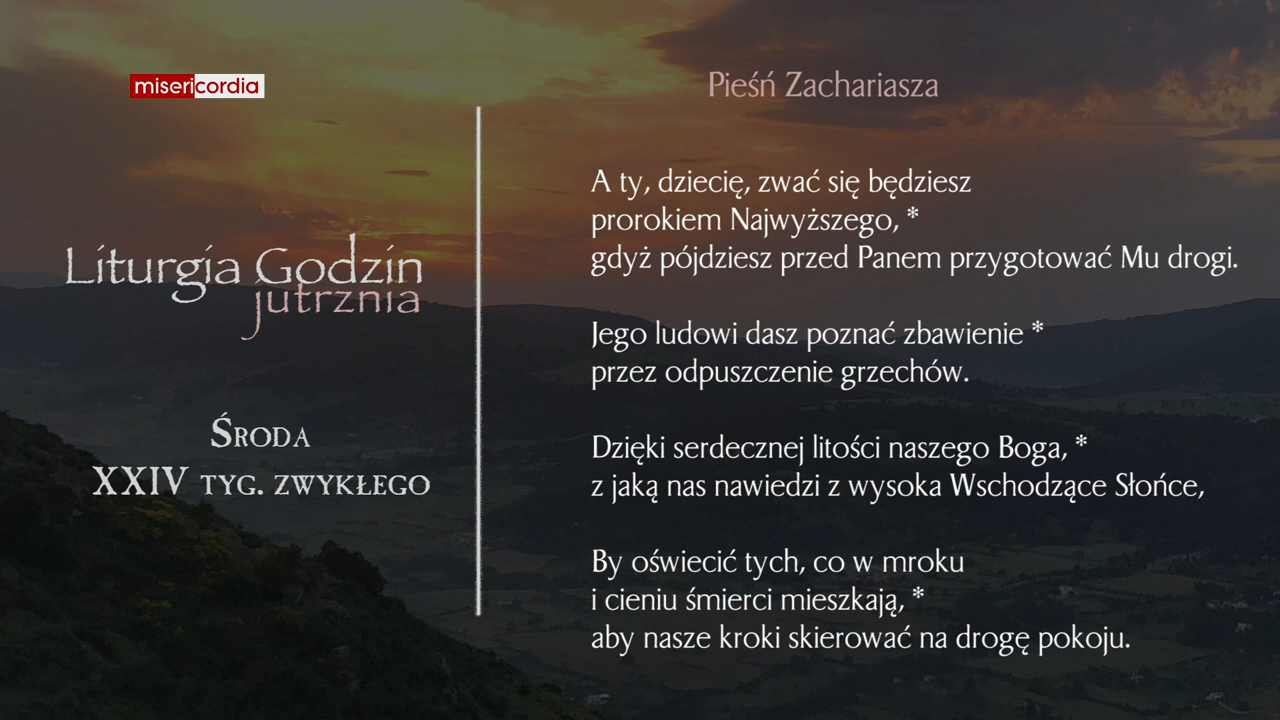 misericordia
Liturgia Godzin
jutrznia
Środa
XXIV tyg. zwykłego
Pieśń Zachariasza
A ty, dziecię, zwać się będziesz
prorokiem Najwyższego, *
gdyż pójdziesz przed Panem przygotować Mu drogi.
Jego ludowi dasz poznać zbawienie *
przez odpuszczenie grzechów.
Dzięki serdecznej litości naszego Boga, *
z jaką nas nawiedzi z wysoka Wschodzące Słońce,
By oświecić tych, co w mroku
i cieniu śmierci mieszkają, *
aby nasze kroki skierować na drogę pokoju.